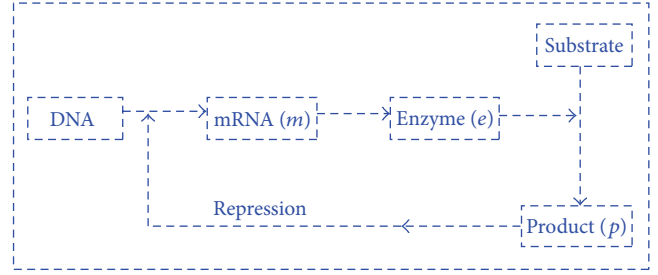 Substrate
DNA
mRNA (m)
Enzyme (e)
Repression
Product (p)